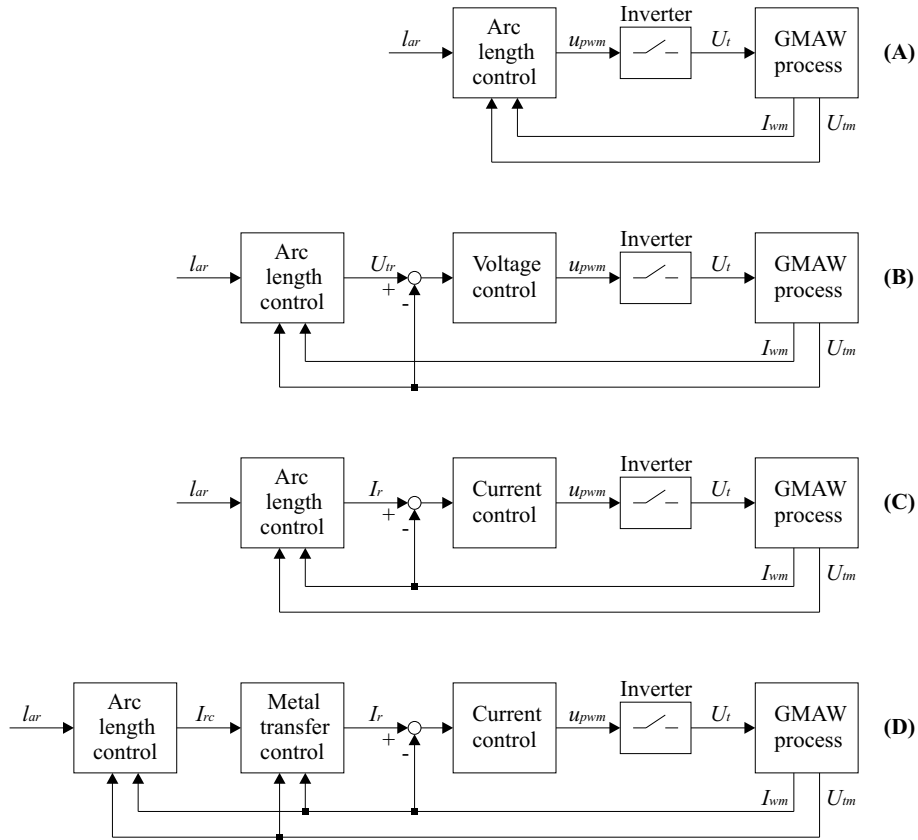 Inverter
Arc
length
control
l_ar
u_pwm
U_t
GMAW
process
(A)
I_wm
U_tm
Inverter
Arc
length
control
l_ar
U_tr
+
-
Voltage
control
u_pwm
U_t
GMAW
process
(B)
I_wm
U_tm
Inverter
Arc
length
control
l_ar
I_r
+
-
Current
control
u_pwm
U_t
GMAW
process
(C)
I_wm
U_tm
Inverter
Arc
length
control
l_ar
I_rc
Metal
transfer
control
I_r
+
-
Current
control
u_pwm
U_t
GMAW
process
(D)
I_wm
U_tm